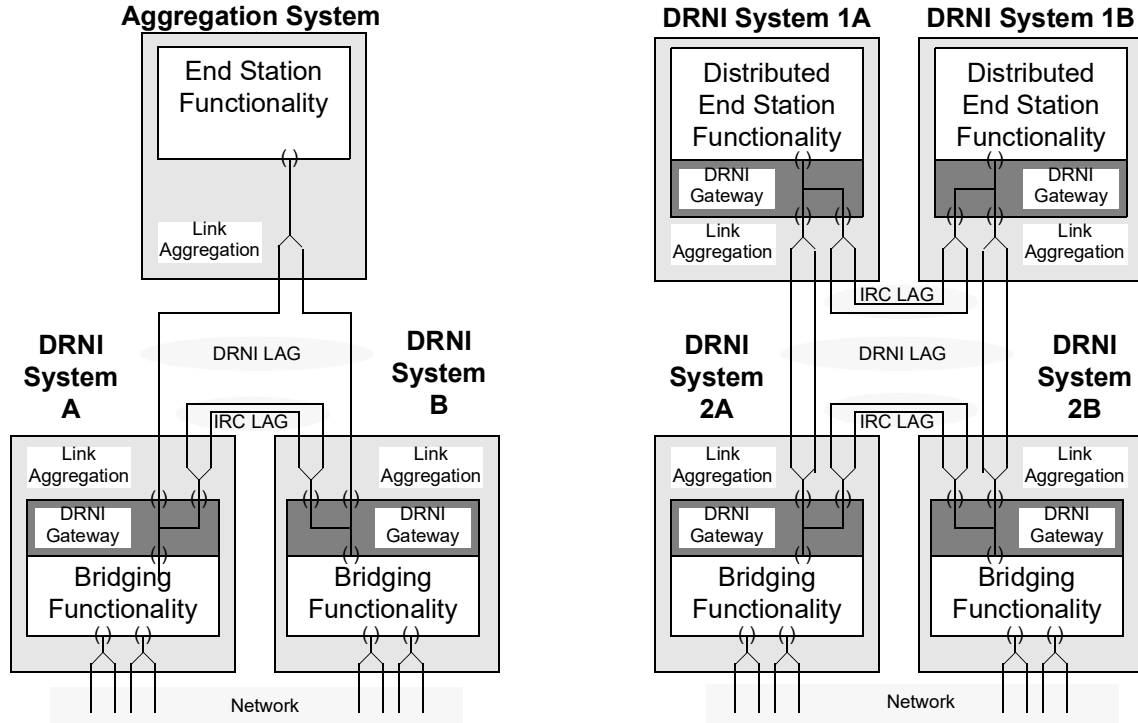 Aggregation System
End Station
Functionality
( )
Link
Aggregation
DRNI LAG
DRNI
System
A
DRNI
System
B
IRC LAG
Link
Aggregation
( ) ( )
DRNI
Gateway
( )
Bridging
Functionality
( ) ( )
Link
Aggregation
( ) ( )
DRNI
Gateway
( )
Bridging
Functionality
( ) ( )
Network
DRNI System 1A
DRNI System 1B
Distributed
End Station
Functionality
( )
DRNI
Gateway
( ) ( )
Link
Aggregation
Distributed
End Station
Functionality
( )
DRNI
Gateway
( ) ( )
Link
Aggregation
IRC LAG
DRNI LAG
DRNI
System
2A
DRNI
System
2B
IRC LAG
Link
Aggregation
( ) ( )
DRNI
Gateway
( )
Bridging
Functionality
( ) ( )
Link
Aggregation
( ) ( )
DRNI
Gateway
( )
Bridging
Functionality
( ) ( )
Network